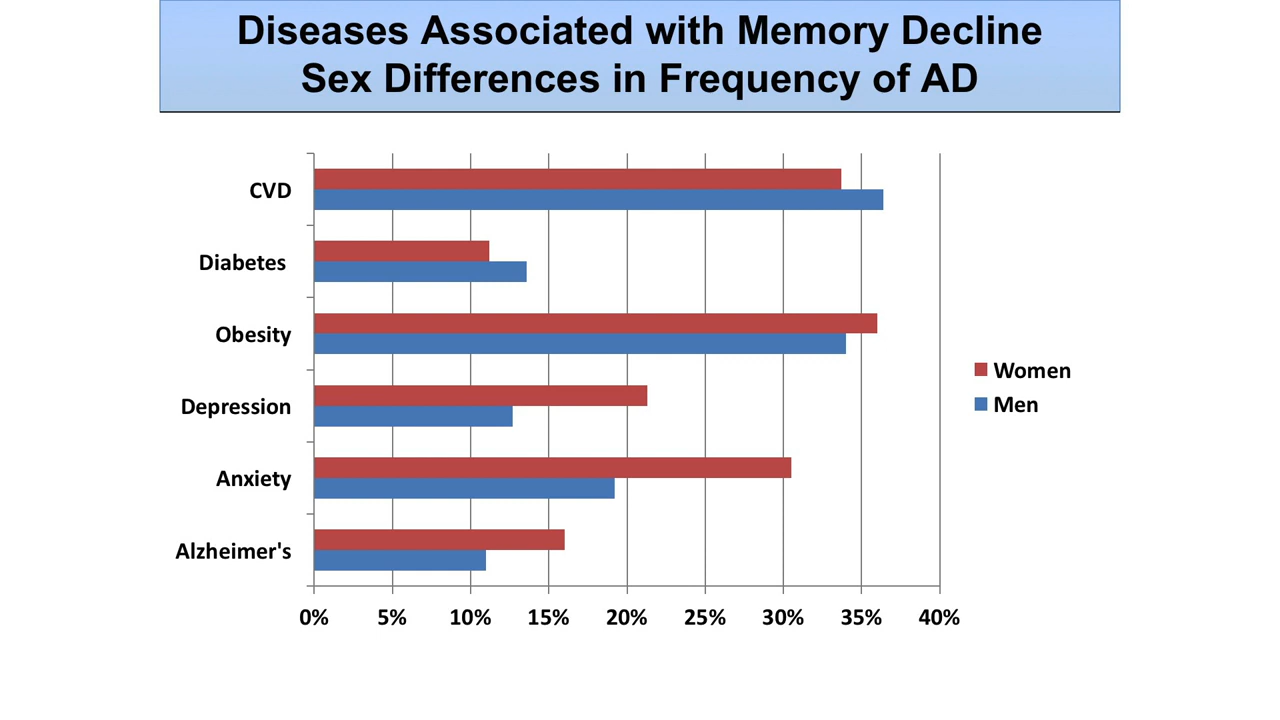 Diseases Associated with Memory Decline
Sex Differences in Frequency of AD
CVD
Diabetes
Obesity
Depression
Anxiety
Alzheimer's
Women
Men
0% 5% 10% 15% 20% 25% 30% 35% 40%